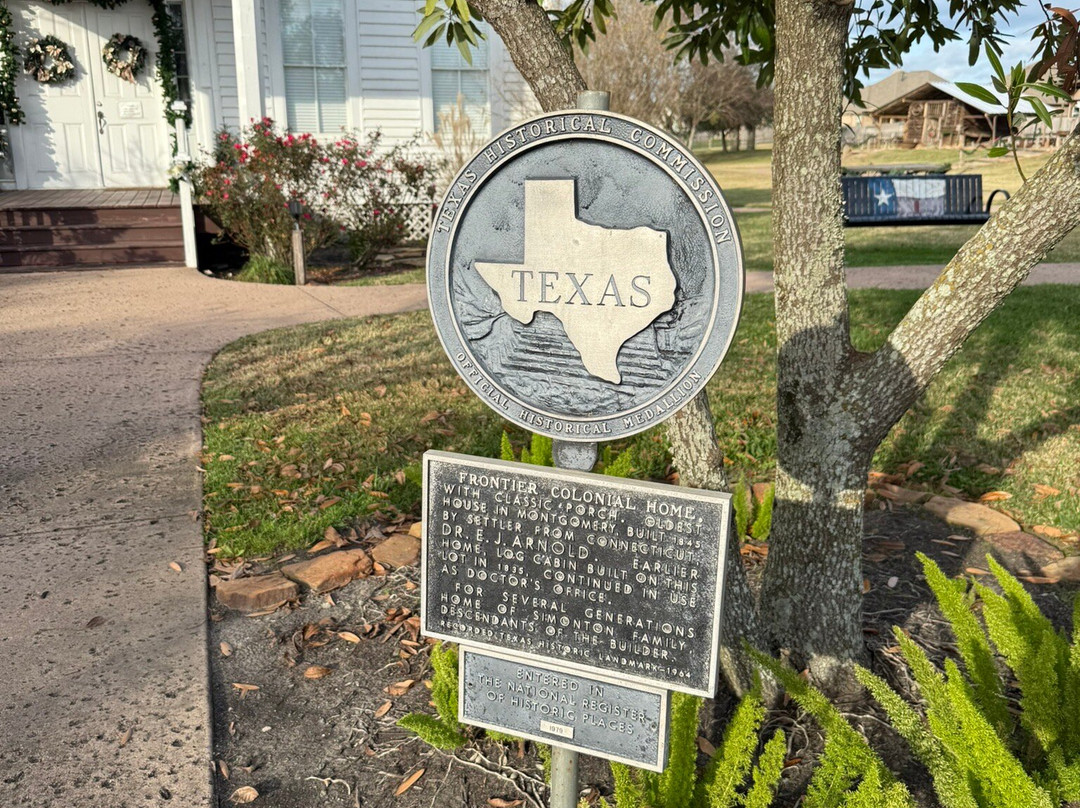 TEXAS HISTORICAL COMMISSION
TEXAS
OFFICIAL HISTORICAL MEDALLION
FRONTIER COLONIAL HOME
WITH CLASSIC PORCH. OLDEST
HOUSE IN MONTGOMERY. BUILT 1845
BY SETTLER FROM CONNECTICUT,
DR. E. J. ARNOLD. EARLIER
HOME, LOG CABIN BUILT ON THIS
LOT IN 1835, CONTINUED IN USE
AS DOCTOR'S OFFICE.
FOR SEVERAL GENERATIONS
HOME OF SIMONTON FAMILY
DESCENDANTS OF THE BUILDER.
RECORDED TEXAS HISTORIC LANDMARK-1964
ENTERED IN
THE NATIONAL REGISTER
OF HISTORIC PLACES